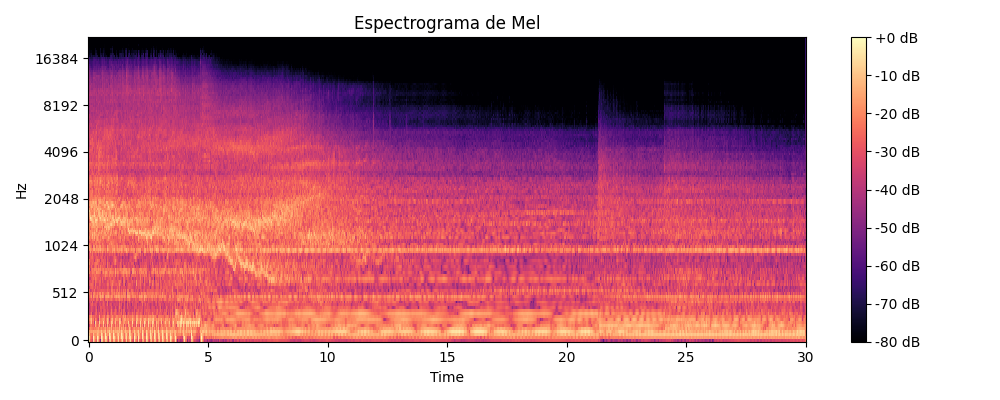 Espectrograma de Mel
Hz
16384
8192
4096
2048
1024
512
0
0 5 10 15 20 25 30
Time
+0 dB
-10 dB
-20 dB
-30 dB
-40 dB
-50 dB
-60 dB
-70 dB
-80 dB